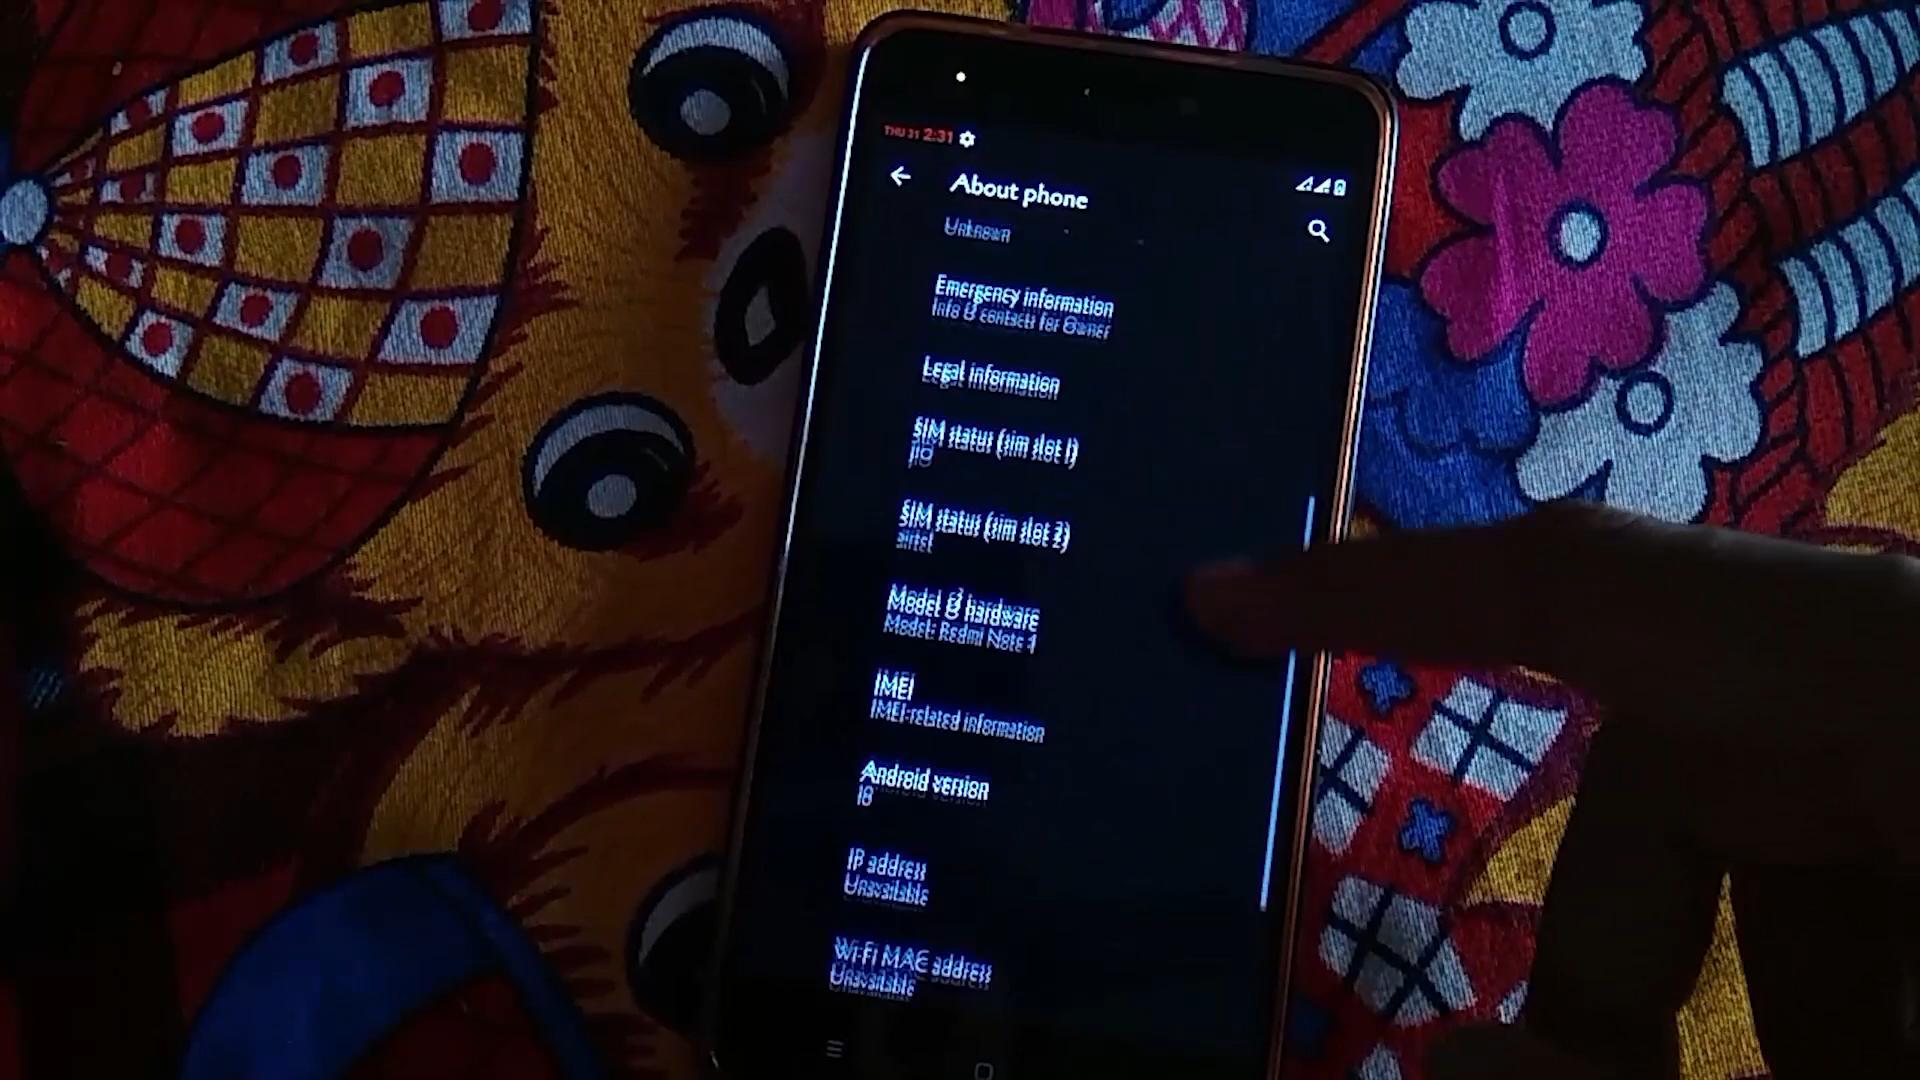 THU 31 2:31
About phone
Unknown
Emergency information
Info & contacts for Owner
Legal information
SIM status (sim slot 1)
jio
SIM status (sim slot 2)
airtel
Model & hardware
Model: Redmi Note 4
IMEI
IMEI-related information
Android version
10
IP address
Unavailable
Wi-Fi MAC address
Unavailable